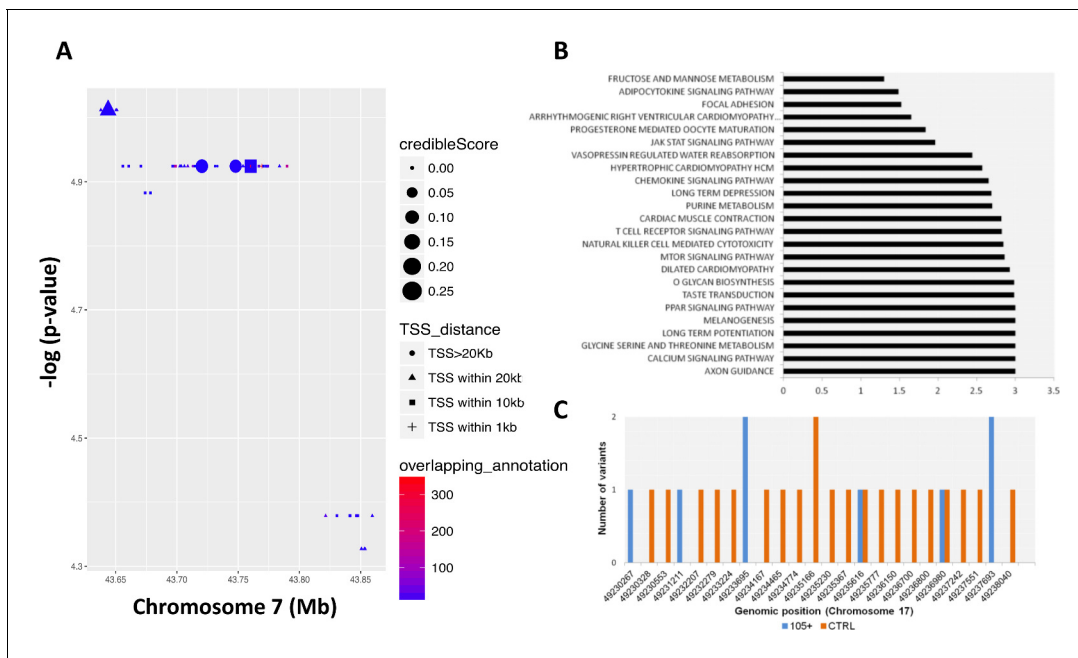 A
-log (p-value)
4.9
4.7
4.5
4.3
43.65
43.70
43.75
43.80
43.85
Chromosome 7 (Mb)
credibleScore
0.00
0.05
0.10
0.15
0.20
0.25
TSS_distance
TSS>20Kb
TSS within 20kb
TSS within 10kb
TSS within 1kb
overlapping_annotation
300
200
100
B
FRUCTOSE AND MANNOSE METABOLISM
ADIPOCYTOKINE SIGNALING PATHWAY
FOCAL ADHESION
ARRHYTHMOGENIC RIGHT VENTRICULAR CARDIOMYOPATHY...
PROGESTERONE MEDIATED OOCYTE MATURATION
JAK STAT SIGNALING PATHWAY
VASOPRESSIN REGULATED WATER REABSORPTION
HYPERTROPHIC CARDIOMYOPATHY HCM
CHEMOKINE SIGNALING PATHWAY
LONG TERM DEPRESSION
PURINE METABOLISM
CARDIAC MUSCLE CONTRACTION
T CELL RECEPTOR SIGNALING PATHWAY
NATURAL KILLER CELL MEDIATED CYTOTOXICITY
MTOR SIGNALING PATHWAY
DILATED CARDIOMYOPATHY
O GLYCAN BIOSYNTHESIS
TASTE TRANSDUCTION
PPAR SIGNALING PATHWAY
MELANOGENESIS
LONG TERM POTENTIATION
GLYCINE SERINE AND THREONINE METABOLISM
CALCIUM SIGNALING PATHWAY
AXON GUIDANCE
0
0.5
1
1.5
2
2.5
3
3.5
C
Number of variants
2
1
0
49230267
49230328
49230553
49231211
49232207
49232279
49233224
49233695
49234167
49234465
49234774
49235166
49235230
49235367
49235616
49235777
49236150
49236700
49236800
49236980
49237242
49237551
49237693
49238040
Genomic position (Chromosome 17)
105+
CTRL